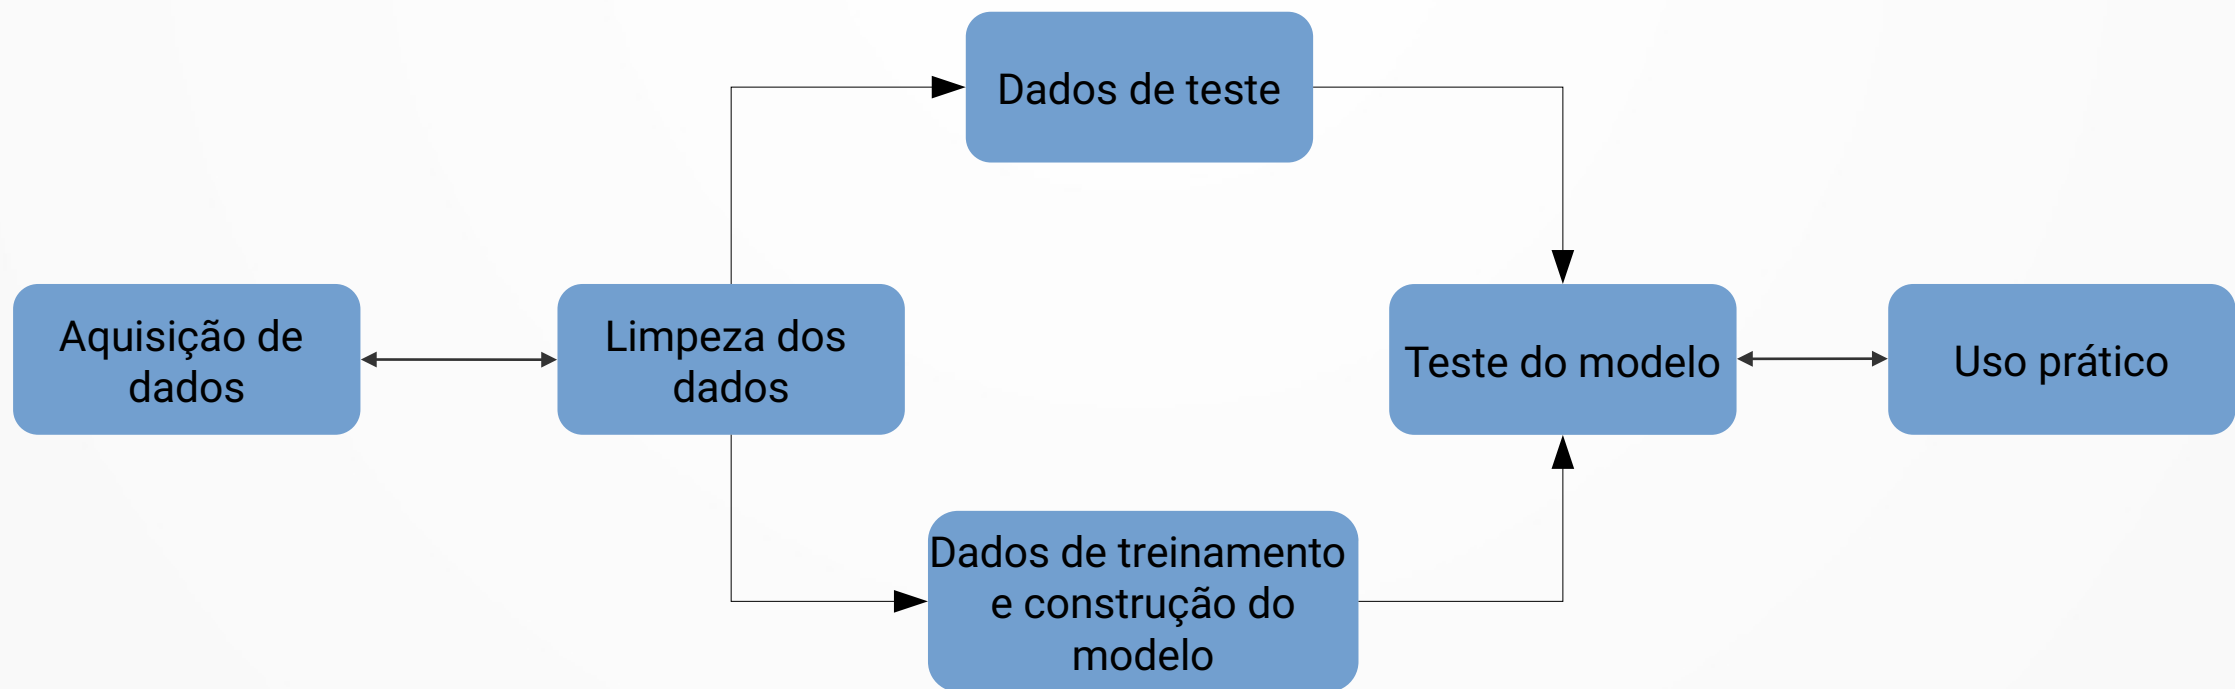 Dados de teste
Aquisição de
dados
Limpeza dos
dados
Teste do modelo
Uso prático
Dados de treinamento
e construção do
modelo